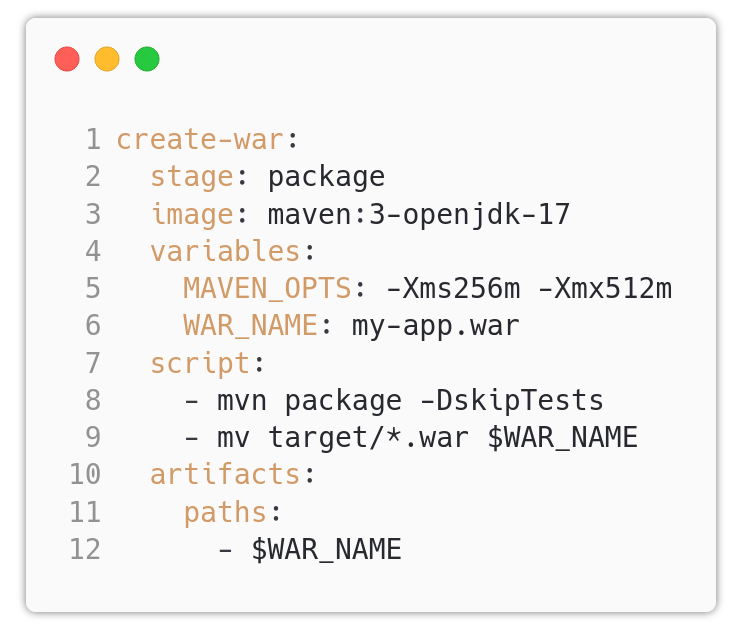 1 create-war:
2   stage: package
3   image: maven:3-openjdk-17
4   variables:
5     MAVEN_OPTS: -Xms256m -Xmx512m
6     WAR_NAME: my-app.war
7   script:
8     - mvn package -DskipTests
9     - mv target/*.war $WAR_NAME
10   artifacts:
11     paths:
12       - $WAR_NAME